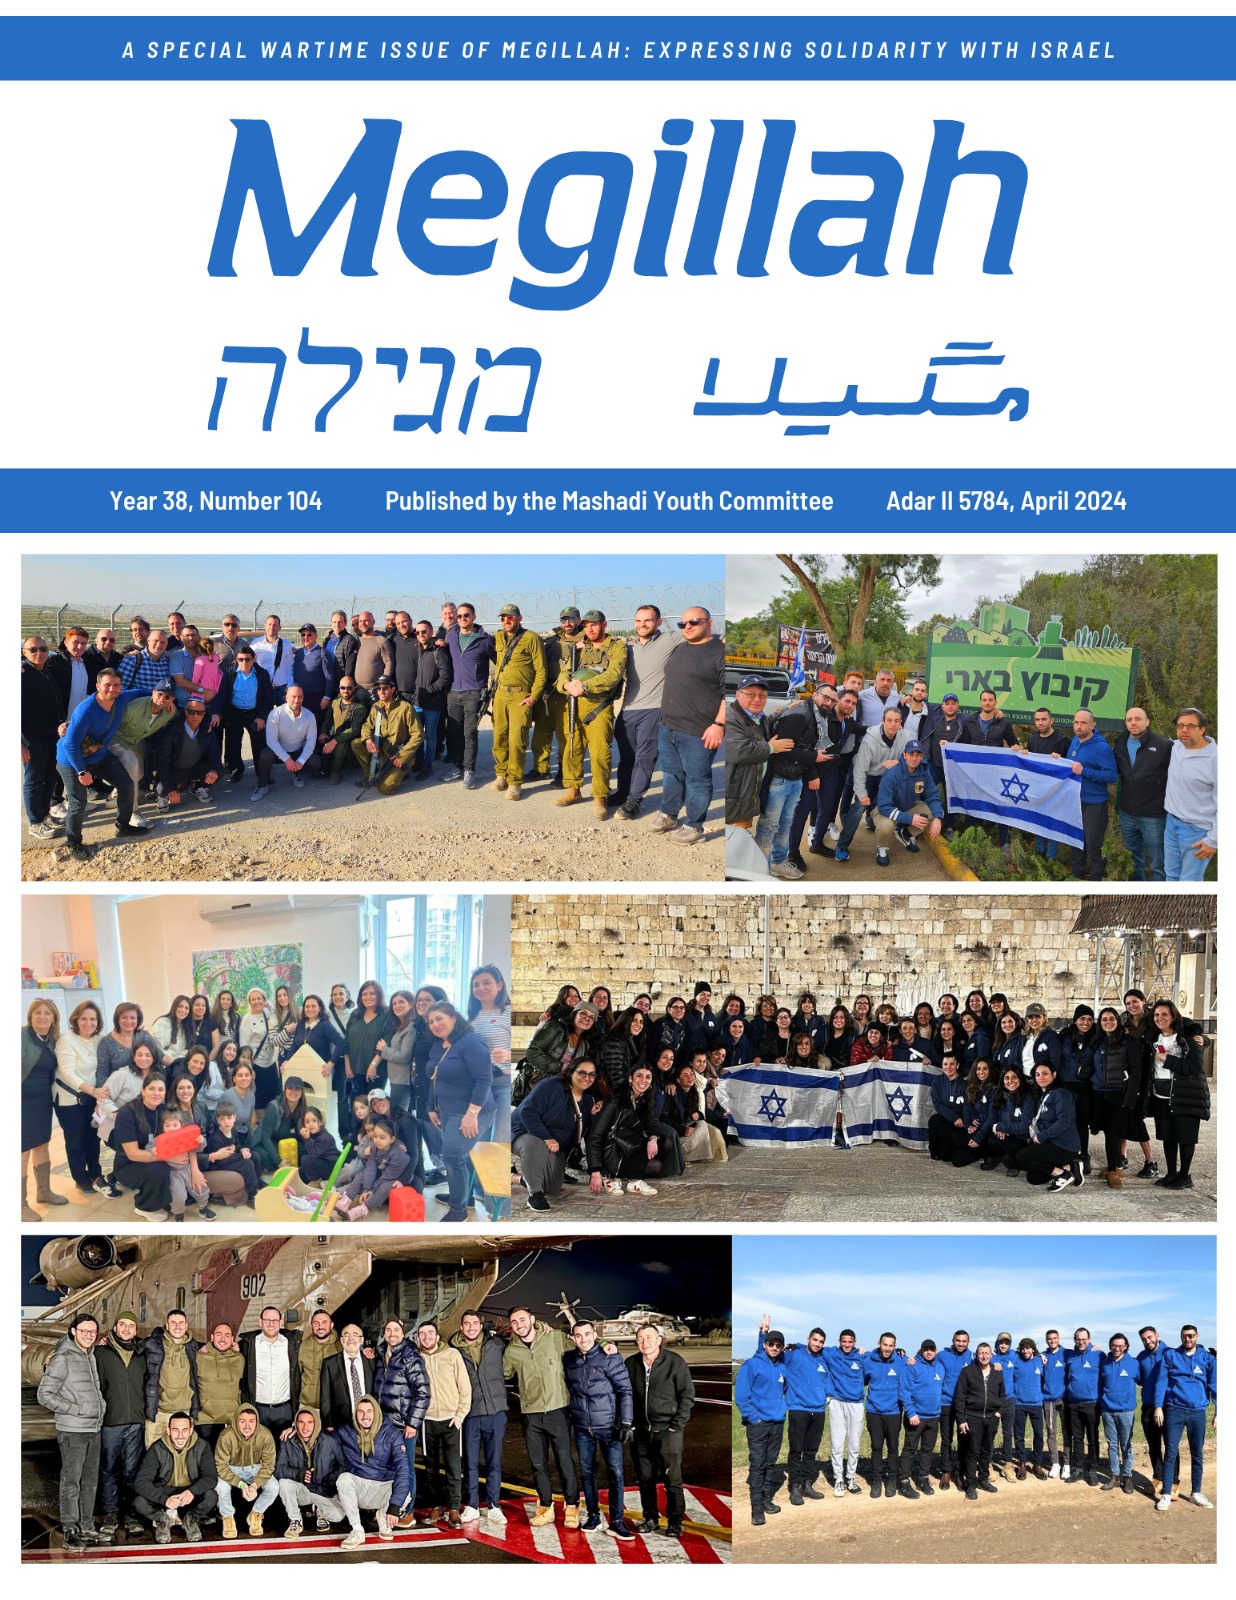 A SPECIAL WARTIME ISSUE OF MEGILLAH: EXPRESSING SOLIDARITY WITH ISRAEL
Megillah
מגילה
مگیلا
Year 38, Number 104
Published by the Mashadi Youth Committee
Adar II 5784, April 2024
קיבוץ בארי
902